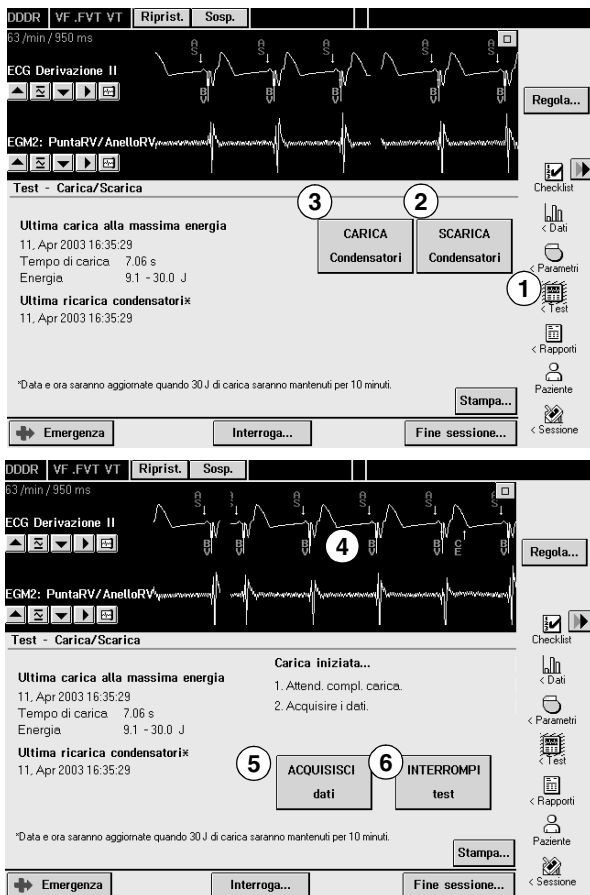 DDDR VF .FVT VT Riprist. Sosp.
63 /min / 950 ms
A S A S A S A S A S
ECG Derivazione II
B V B V B V B V B V
Regola...
EGM2: PuntaRV/AnelloRV
Checklist
Test - Carica/Scarica
< Dati
3 2
Ultima carica alla massima energia
CARICA Condensatori
SCARICA Condensatori
11, Apr 2003 16:35:29
Tempo di carica 7.06 s
< Parametri
Energia 9.1 - 30.0 J
1
Ultima ricarica condensatori*
< Test
11, Apr 2003 16:35:29
< Rapporti
*Data e ora saranno aggiornate quando 30 J di carica saranno mantenuti per 10 minuti.
Paziente
Stampa...
Emergenza Interroga... Fine sessione...
< Sessione
DDDR VF .FVT VT Riprist. Sosp.
63 /min / 950 ms
A S S A S A S A S A S
ECG Derivazione II
B V B V B V B V B V C E B V
4
Regola...
EGM2: PuntaRV/AnelloRV
Checklist
Test - Carica/Scarica
Carica iniziata...
< Dati
Ultima carica alla massima energia
1. Attend. compl. carica.
11, Apr 2003 16:35:29
2. Acquisire i dati.
Tempo di carica 7.06 s
< Parametri
Energia 9.1 - 30.0 J
Ultima ricarica condensatori*
< Test
11, Apr 2003 16:35:29
5 6
ACQUISISCI dati
INTERROMPI test
< Rapporti
*Data e ora saranno aggiornate quando 30 J di carica saranno mantenuti per 10 minuti.
Paziente
Stampa...
Emergenza Interroga... Fine sessione...
< Sessione